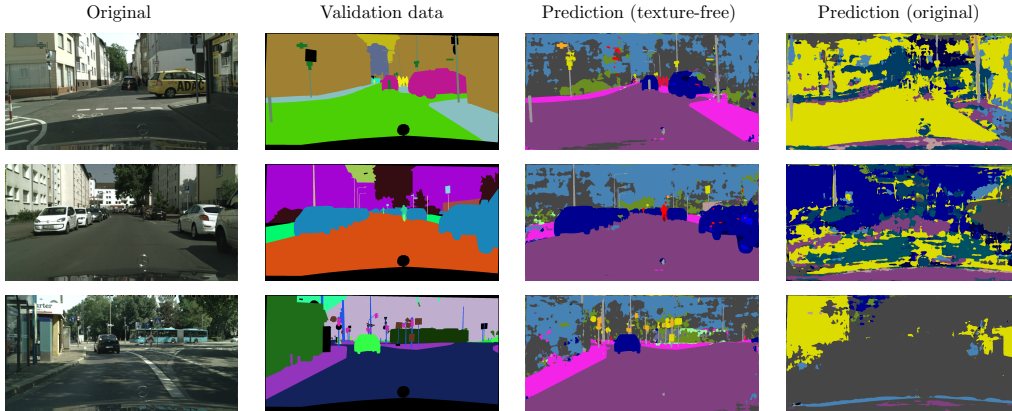 Original
Validation data
Prediction (texture-free)
Prediction (original)
ADAC